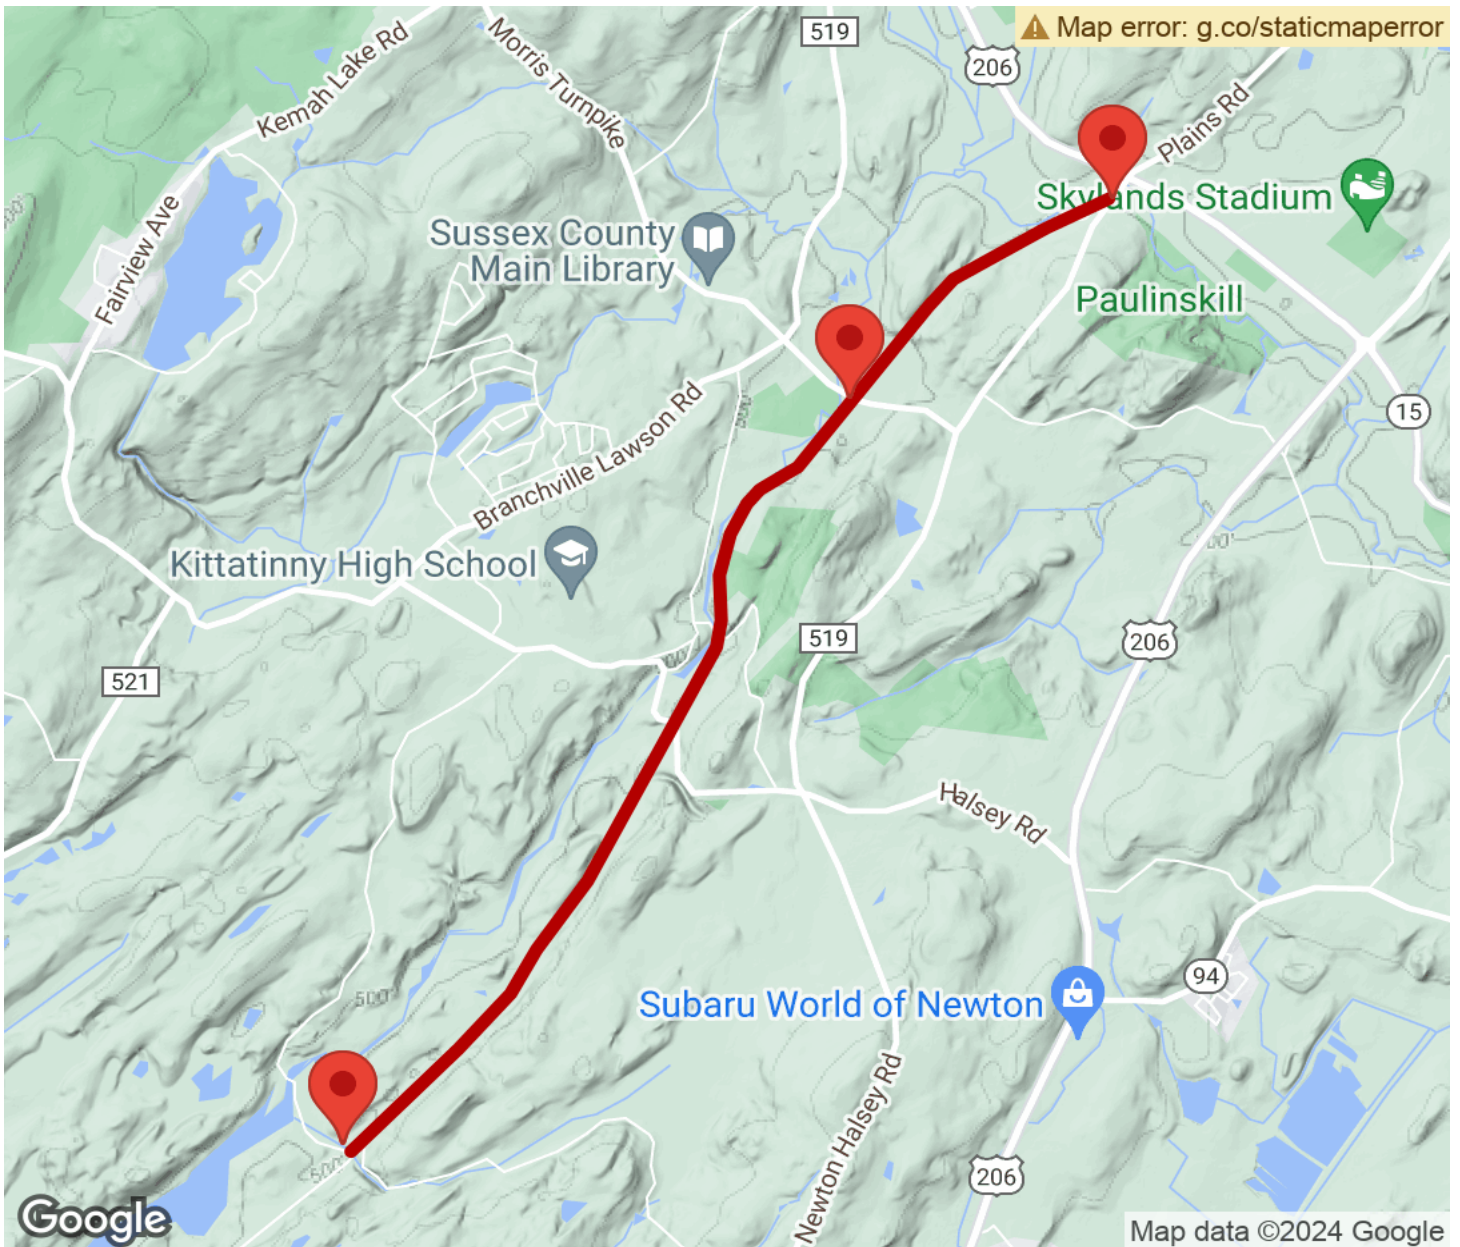 519
Map error: g.co/staticmaperror
206
Kemah Lake Rd
Morris Turnpike
Plains Rd
Skylands Stadium
Fairview Ave
Sussex County
Main Library
Paulinskill
15
Branchville Lawson Rd
500'
Kittatinny High School
519
206
521
Halsey Rd
94
500'
Subaru World of Newton
Newton Halsey Rd
500'
206
Google
Map data ©2024 Google